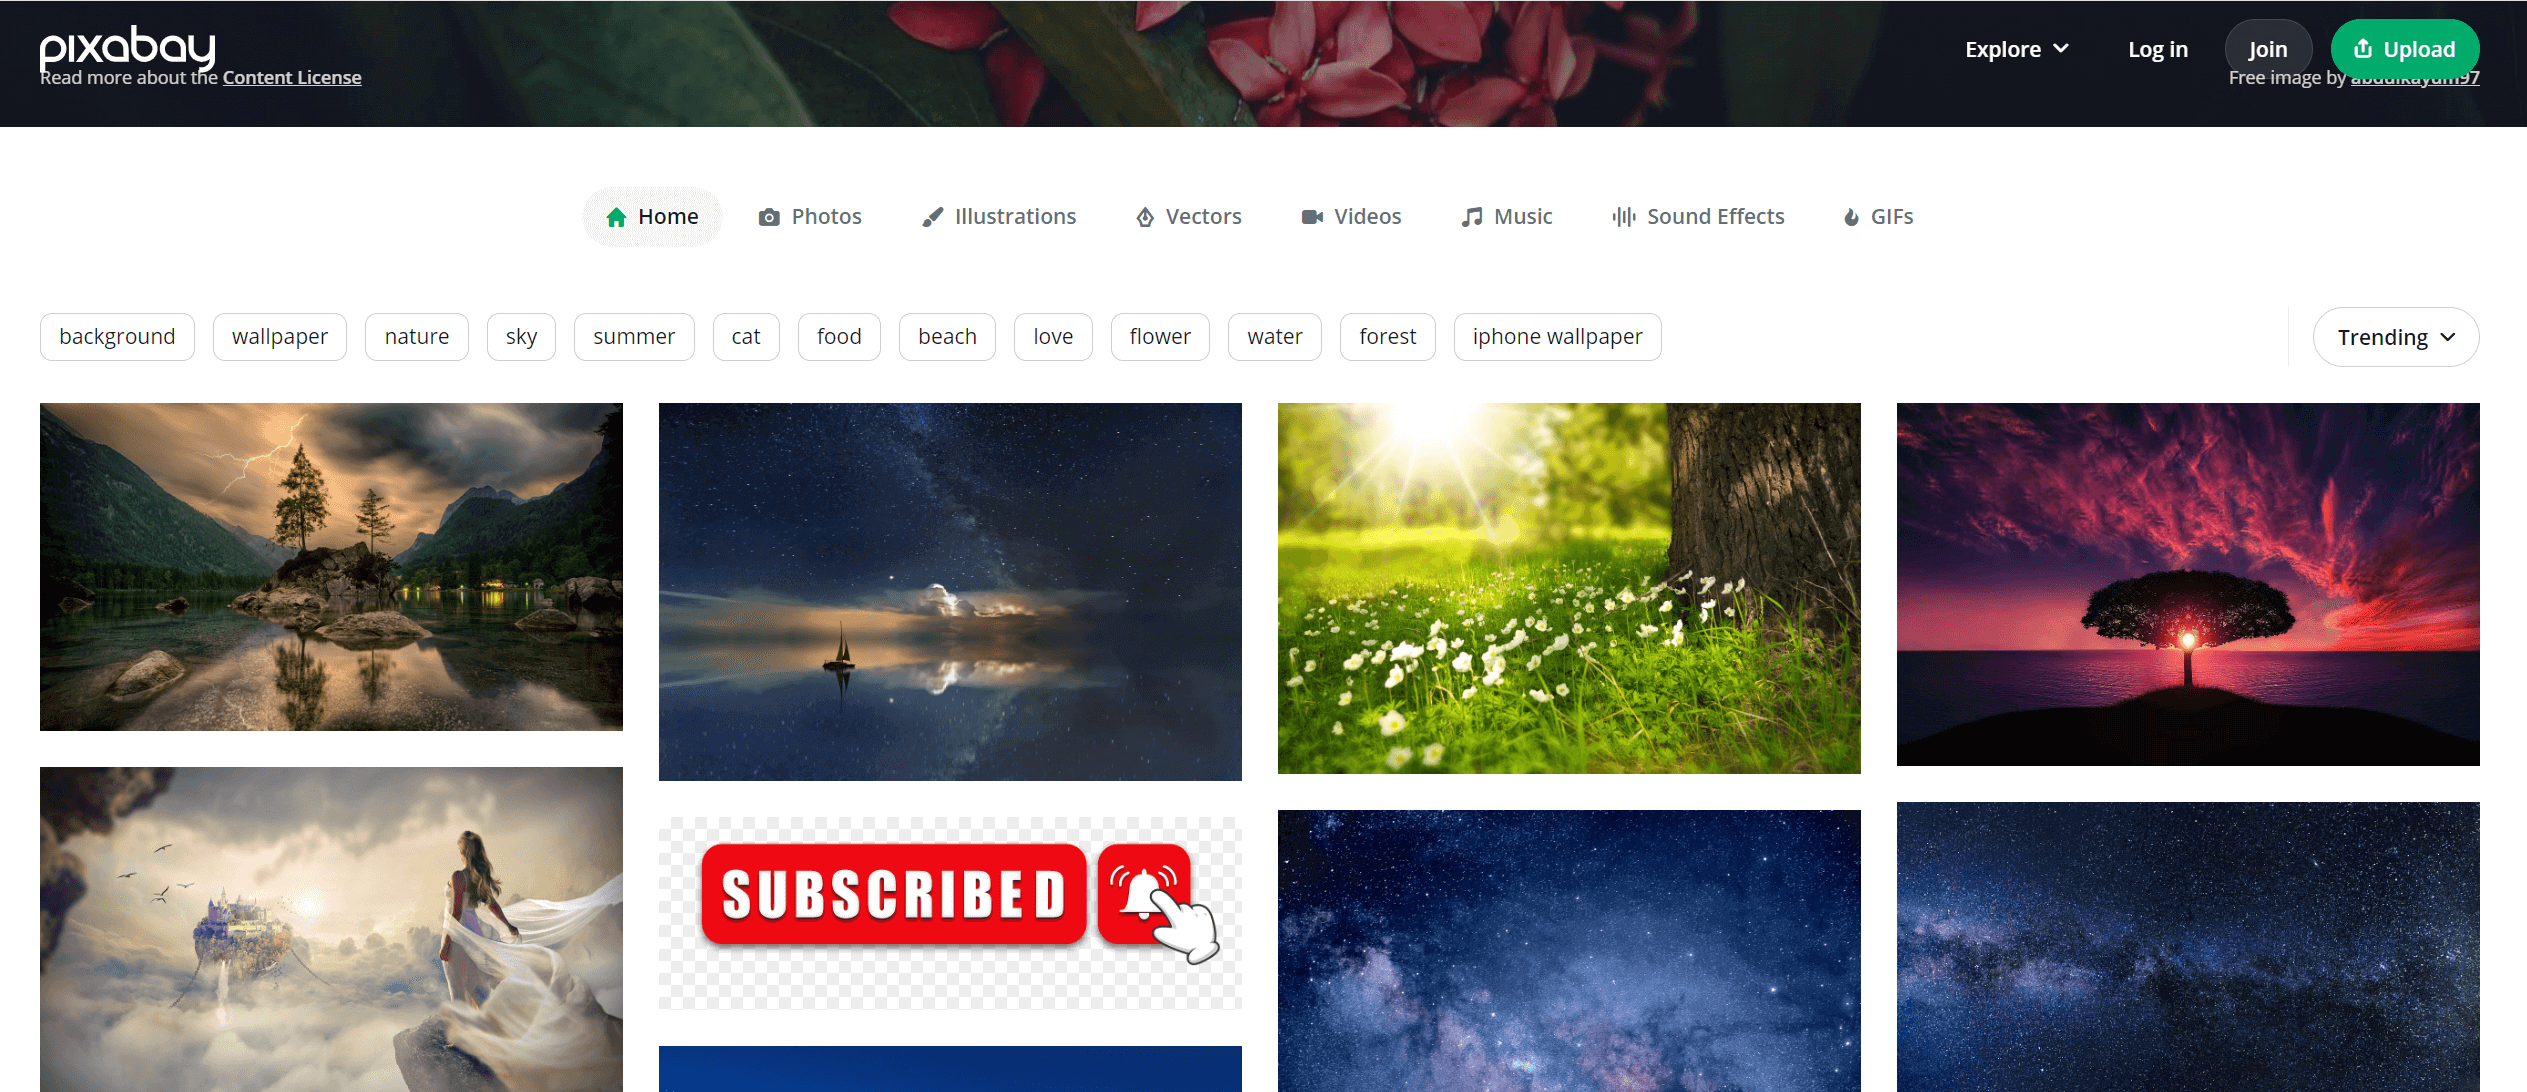 pixabay
Explore
Log in
Join
Upload
Read more about the Content License
Free image by abdulkayum97
Home
Photos
Illustrations
Vectors
Videos
Music
Sound Effects
GIFs
background
wallpaper
nature
sky
summer
cat
food
beach
love
flower
water
forest
iphone wallpaper
Trending
SUBSCRIBED